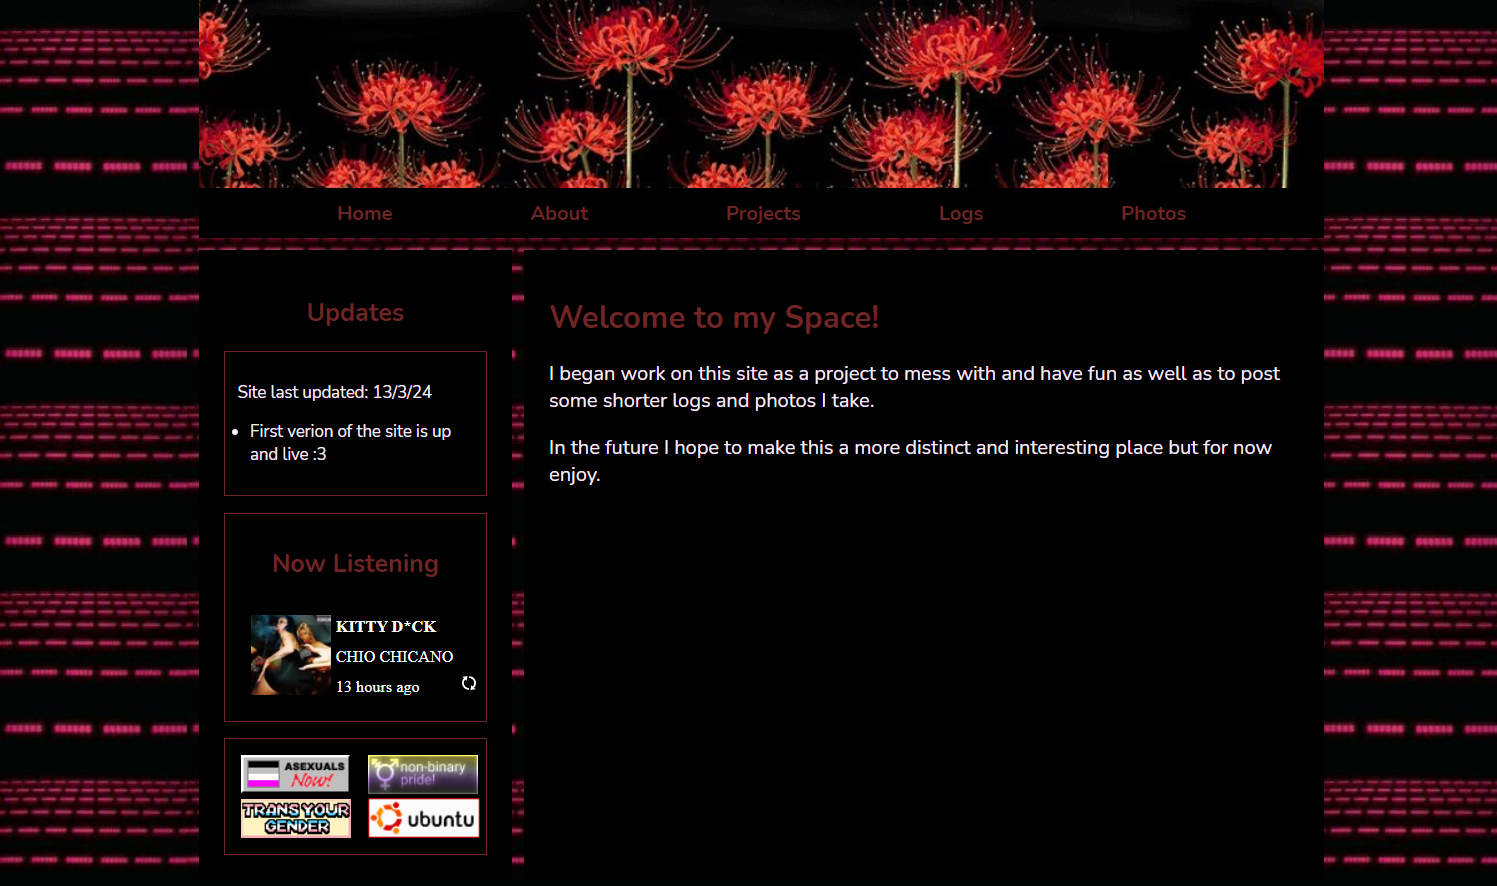 Home About Projects Logs Photos
Updates
Site last updated: 13/3/24
First verion of the site is up
and live :3
Now Listening
KITTY D*CK
CHIO CHICANO
13 hours ago
ASEXUALS
Now!
non-binary
pride!
TRANS YOUR
GENDER
ubuntu
Welcome to my Space!
I began work on this site as a project to mess with and have fun as well as to post
some shorter logs and photos I take.
In the future I hope to make this a more distinct and interesting place but for now
enjoy.